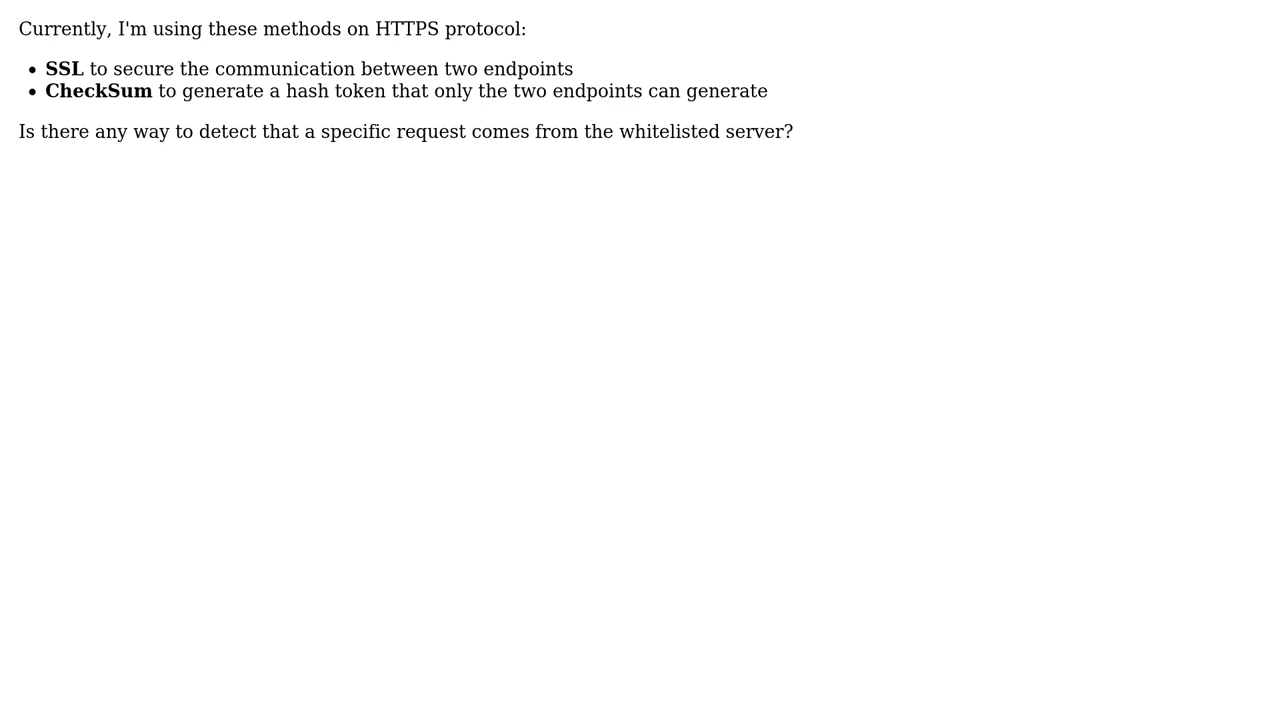 Currently, I'm using these methods on HTTPS protocol:
• SSL to secure the communication between two endpoints
• CheckSum to generate a hash token that only the two endpoints can generate
Is there any way to detect that a specific request comes from the whitelisted server?